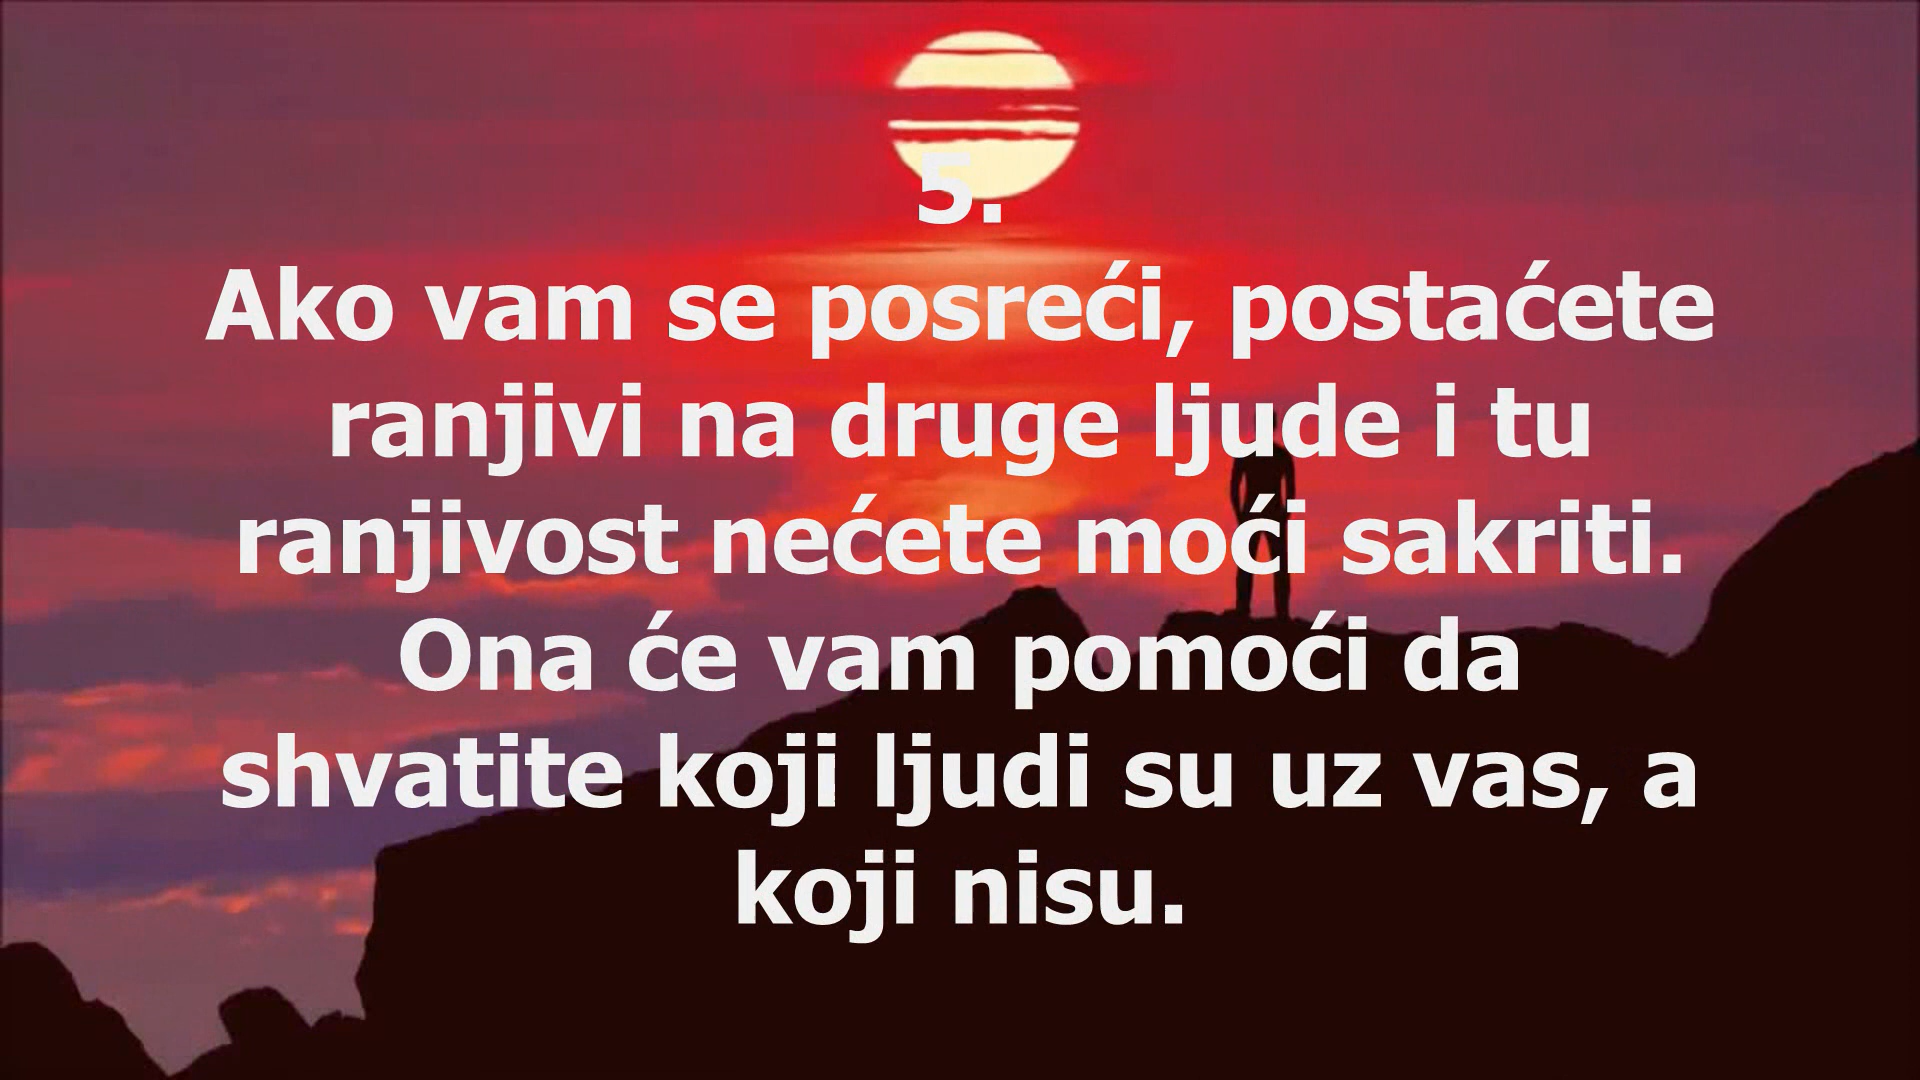 5.
Ako vam se posreći, postaćete
ranjivi na druge ljude i tu
ranjivost nećete moći sakriti.
Ona će vam pomoći da
shvatite koji ljudi su uz vas, a
koji nisu.